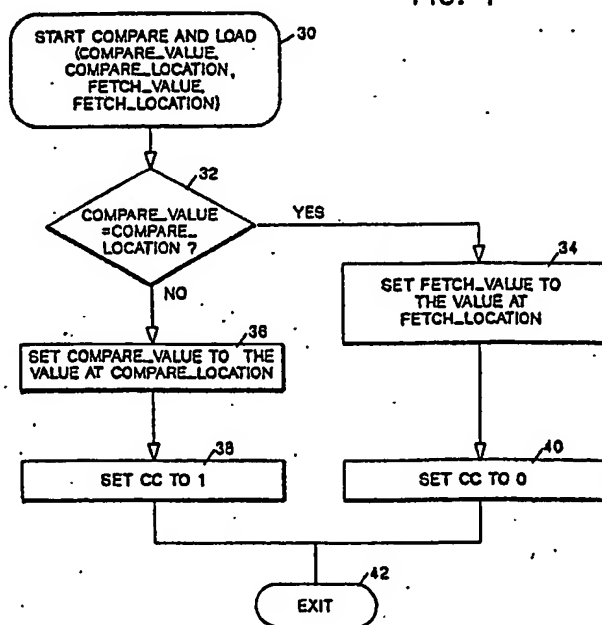 START COMPARE AND LOAD
(COMPARE_VALUE,
COMPARE_LOCATION,
FETCH_VALUE,
FETCH_LOCATION)
30
32
COMPARE_VALUE
=COMPARE_
LOCATION ?
YES
NO
34
SET FETCH_VALUE TO
THE VALUE AT
FETCH_LOCATION
36
SET COMPARE_VALUE TO THE
VALUE AT COMPARE_LOCATION
38
SET CC TO 1
40
SET CC TO 0
42
EXIT